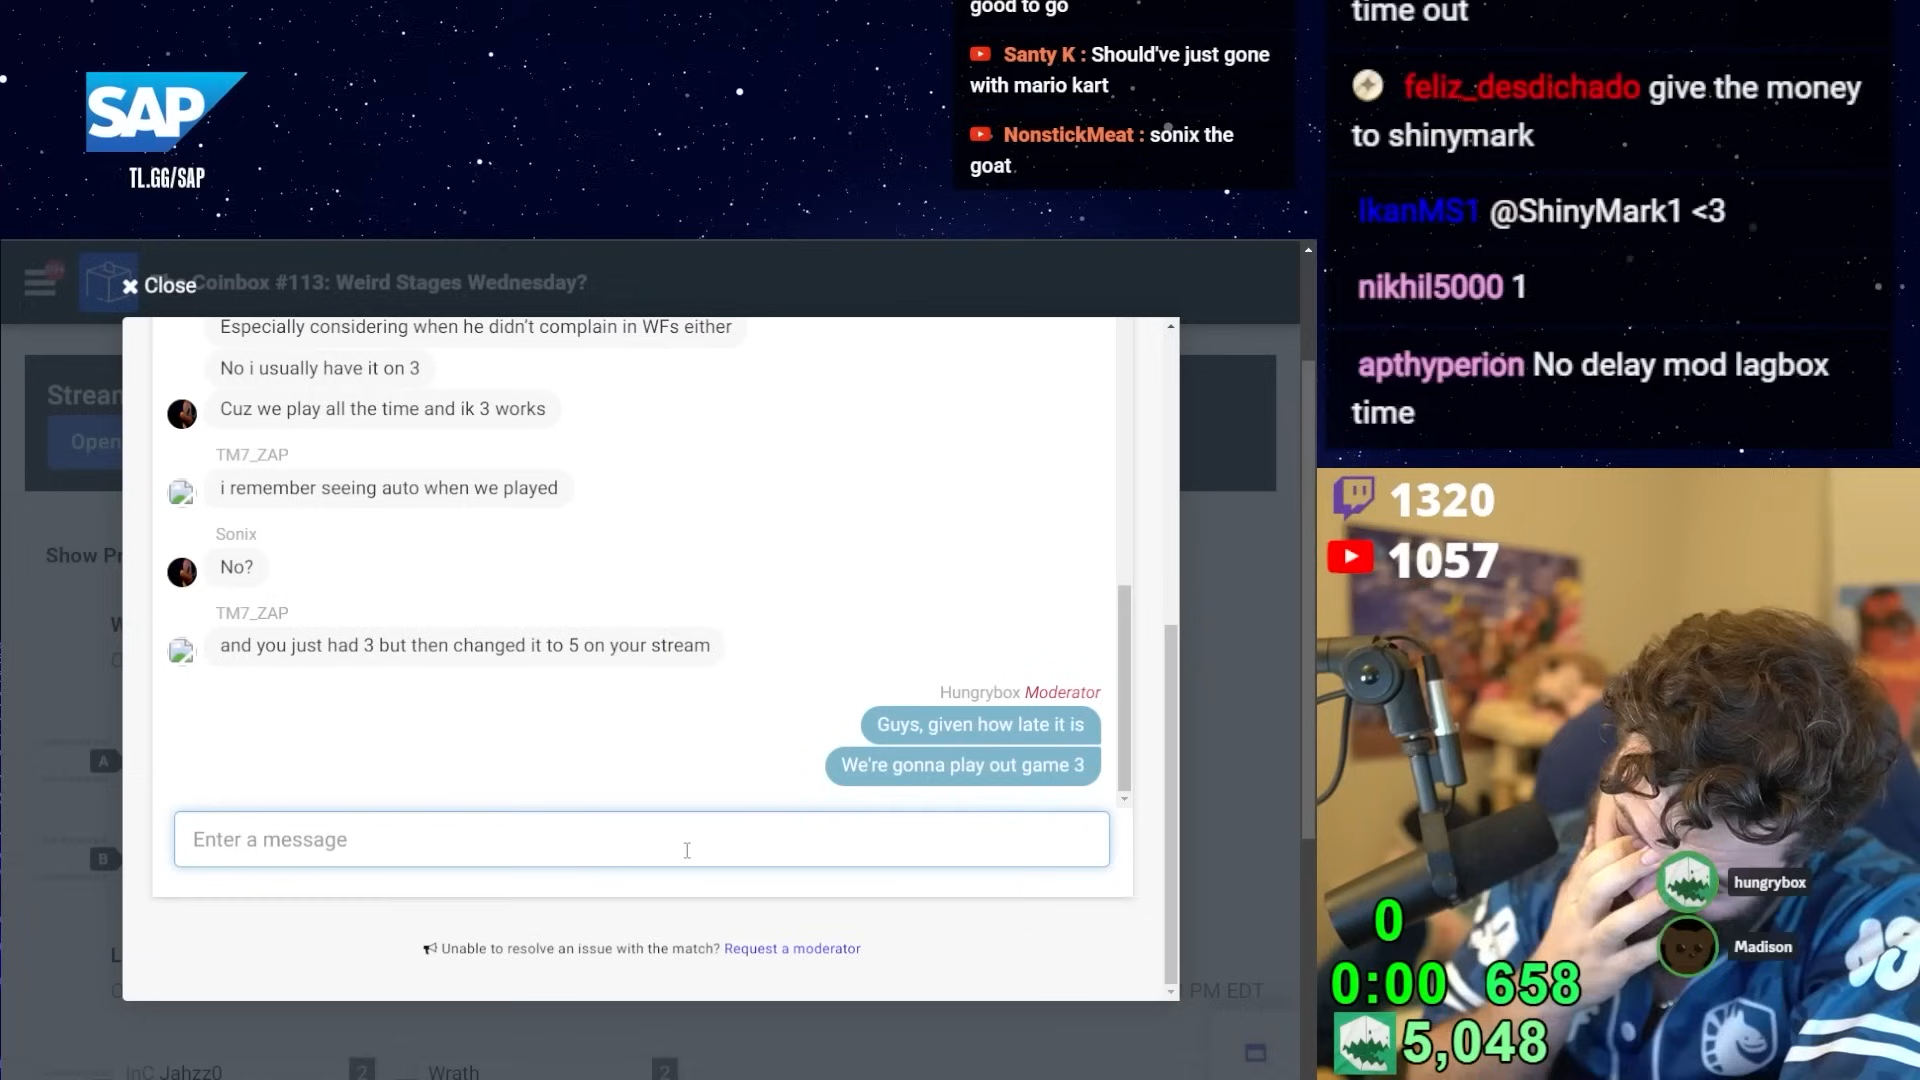 good to go
Santy K : Should've just gone
with mario kart
NonstickMeat : sonix the
goat
time out
feliz_desdichado give the money
to shinymark
IkanMS1 @ShinyMark1 <3
nikhil5000 1
apthyperion No delay mod lagbox
time
SAP
TL.GG/SAP
Close
Coinbox #113: Weird Stages Wednesday?
Especially considering when he didn't complain in WFs either
No i usually have it on 3
Cuz we play all the time and ik 3 works
TM7_ZAP
i remember seeing auto when we played
Sonix
No?
TM7_ZAP
and you just had 3 but then changed it to 5 on your stream
Hungrybox Moderator
Guys, given how late it is
We're gonna play out game 3
Enter a message
Unable to resolve an issue with the match? Request a moderator
Stream
Open
Show Pr
A
B
PM EDT
InC Jahzz0 2
Wrath 2
1320
1057
hungrybox
Madison
0
0:00 658
5,048